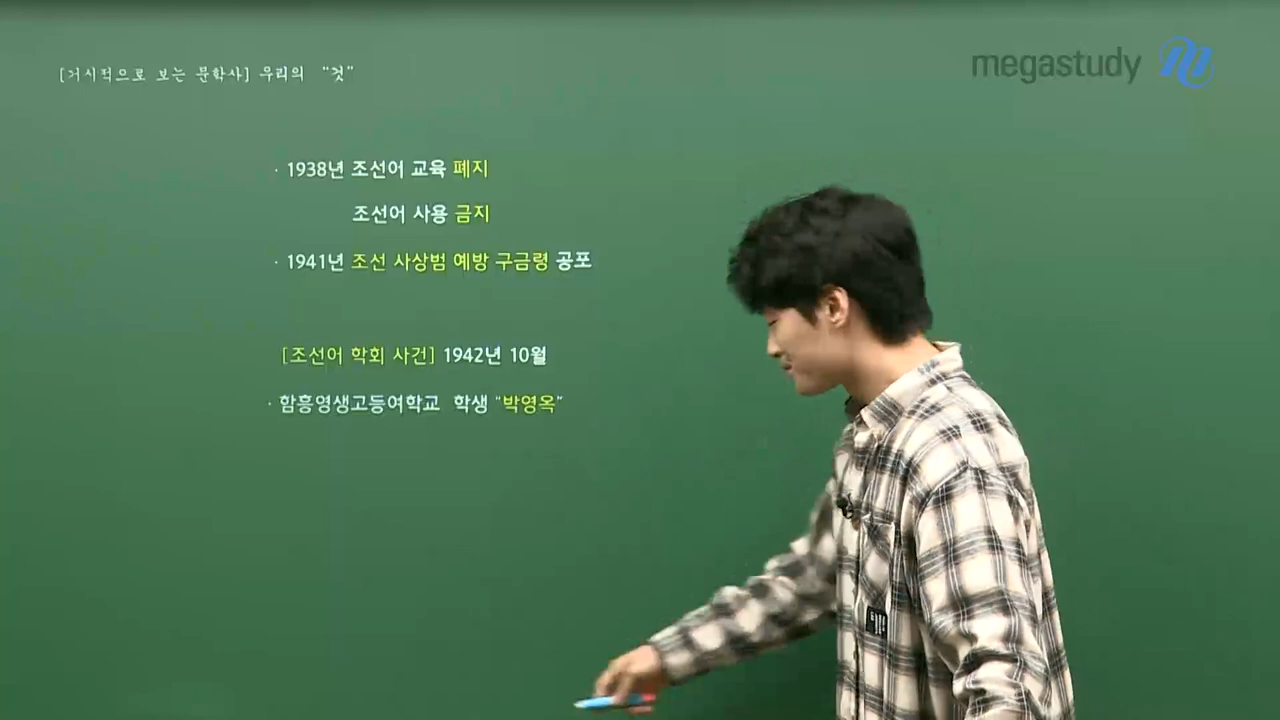 [거시적으로 보는 문학사] 우리의 “것”
megastudy
· 1938년 조선어 교육 폐지
조선어 사용 금지
· 1941년 조선 사상범 예방 구금령 공포
[조선어 학회 사건] 1942년 10월
· 함흥영생고등여학교 학생 “박영옥”